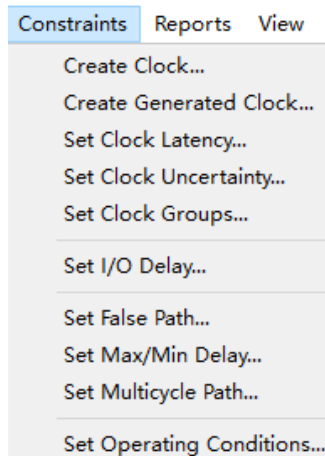 Constraints Reports View
Create Clock...
Create Generated Clock...
Set Clock Latency...
Set Clock Uncertainty...
Set Clock Groups...
Set I/O Delay...
Set False Path...
Set Max/Min Delay...
Set Multicycle Path...
Set Operating Conditions...